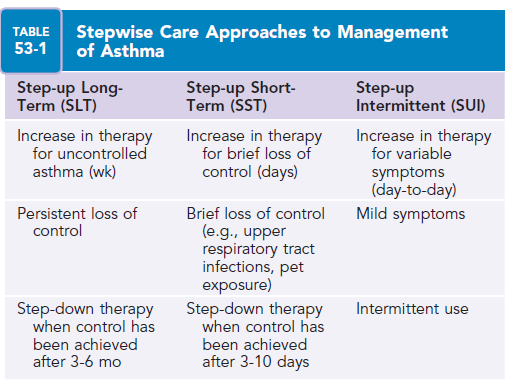 TABLE
53-1
Stepwise Care Approaches to Management
of Asthma
Step-up Long-
Term (SLT)
Step-up Short-
Term (SST)
Step-up
Intermittent (SUI)
Increase in therapy
for uncontrolled
asthma (wk)
Increase in therapy
for brief loss of
control (days)
Increase in therapy
for variable
symptoms
(day-to-day)
Persistent loss of
control
Brief loss of control
(e.g., upper
respiratory tract
infections, pet
exposure)
Mild symptoms
Step-down therapy
when control has
been achieved
after 3-6 mo
Step-down therapy
when control has
been achieved
after 3-10 days
Intermittent use